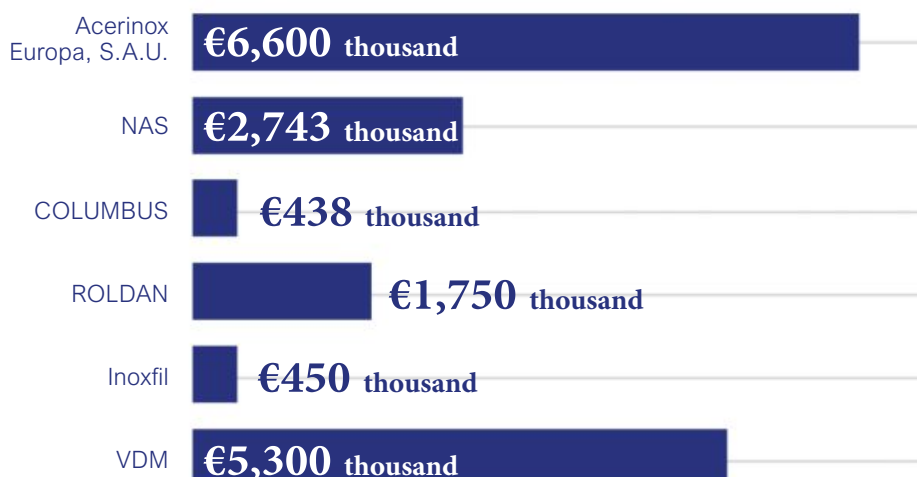 Acerinox
Europa, S.A.U.
€6,600 thousand
NAS
€2,743 thousand
COLUMBUS
€438 thousand
ROLDAN
€1,750 thousand
Inoxfil
€450 thousand
VDM
€5,300 thousand